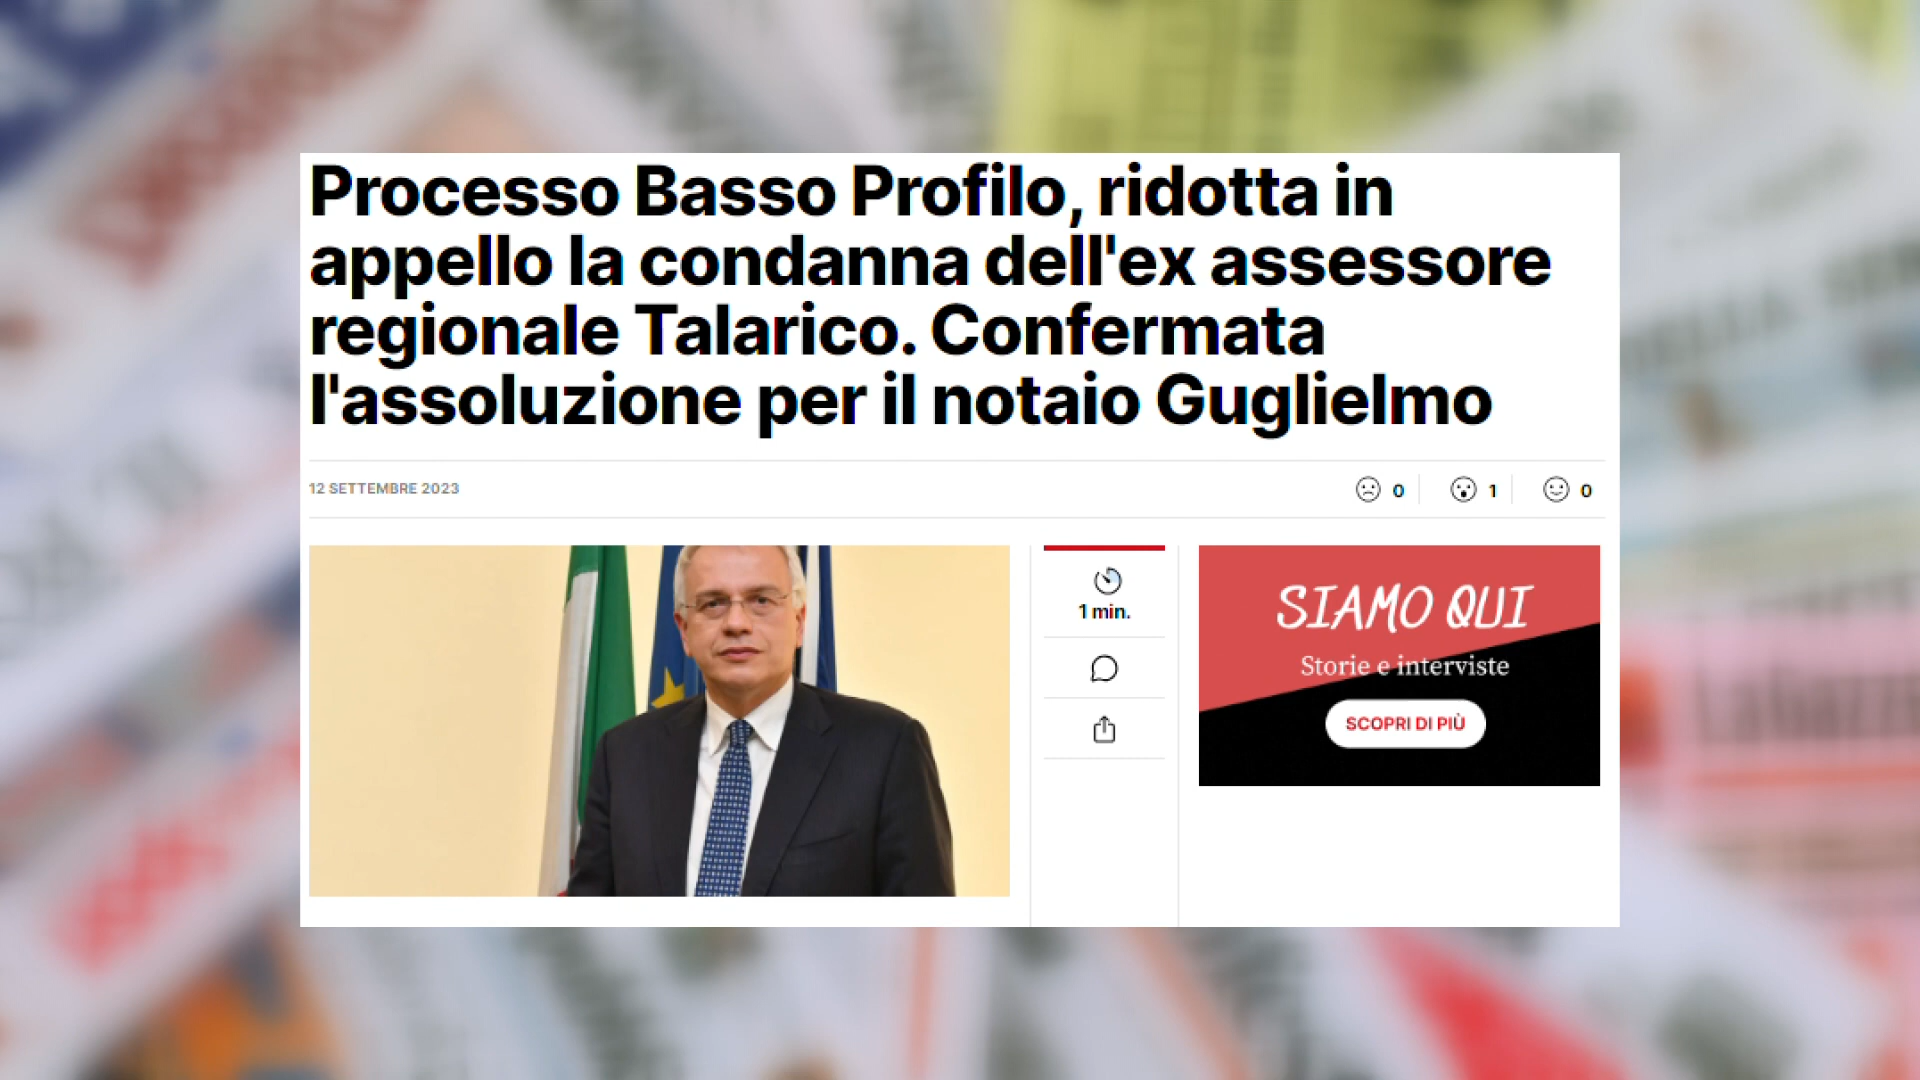 Processo Basso Profilo, ridotta in
appello la condanna dell'ex assessore
regionale Talarico. Confermata
l'assoluzione per il notaio Guglielmo
12 SETTEMBRE 2023
0
1
0
1 min.
SIAMO QUI
Storie e interviste
SCOPRI DI PIÙ